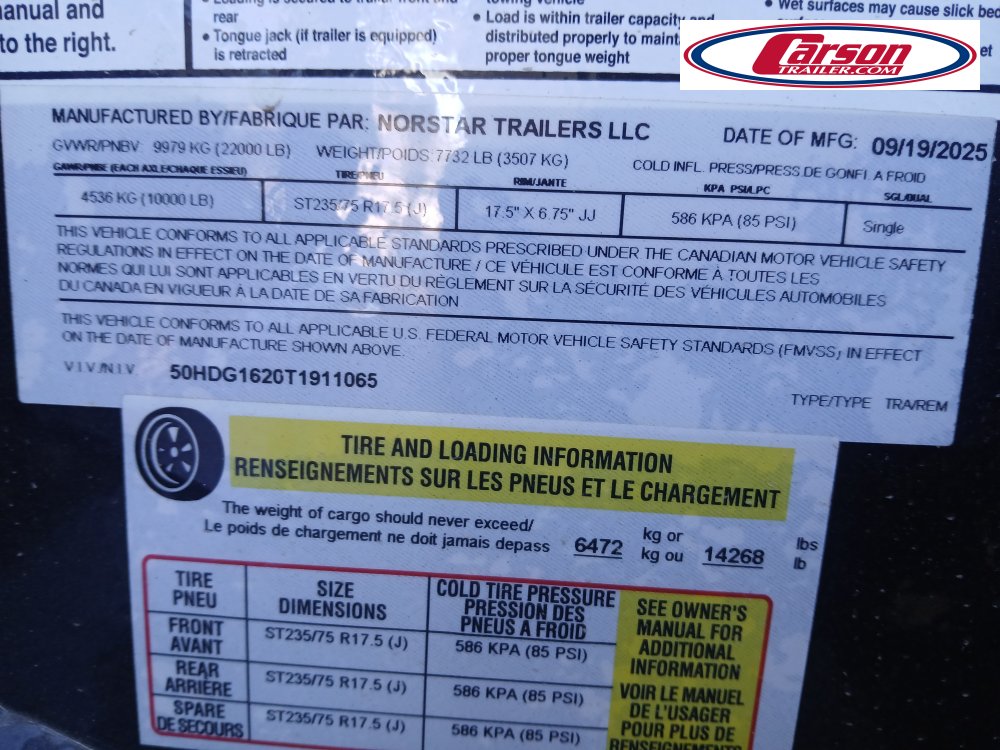 manual and
to the right.
rear
• Tongue jack (if trailer is equipped)
is retracted
towing vehicle
• Load is within trailer capacity and
distributed properly to
proper tongue weight
• Wet surfaces may cause slick
Carson
TRAILER.COM
MANUFACTURED BY/FABRIQUE PAR: NORSTAR TRAILERS LLC
DATE OF MFG: 09/19/2025
GVWR/PNBV: 9979 KG (22000 LB) WEIGHT/POIDS: 7732 LB (3507 KG)
COLD INFL. PRESS/PRESS.DE GONFL. A FROID
GAWR/PNBE (EACH AXLE/CHAQUE ESSIEU) TIRE/PNEU RIM/JANTE KPA PSI/LPC SGL/DUAL
4536 KG (10000 LB) ST235/75 R17.5 (J) 17.5" X 6.75" JJ 586 KPA (85 PSI) Single
THIS VEHICLE CONFORMS TO ALL APPLICABLE STANDARDS PRESCRIBED UNDER THE CANADIAN MOTOR VEHICLE SAFETY
REGULATIONS IN EFFECT ON THE DATE OF MANUFACTURE / CE VÉHICULE EST CONFORME À TOUTES LES
NORMES QUI LUI SONT APPLICABLES EN VERTU DU RÈGLEMENT SUR LA SÉCURITÉ DES VÉHICULES AUTOMOBILES
DU CANADA EN VIGUEUR À LA DATE DE SA FABRICATION
THIS VEHICLE CONFORMS TO ALL APPLICABLE U.S. FEDERAL MOTOR VEHICLE SAFETY STANDARDS (FMVSS) IN EFFECT
ON THE DATE OF MANUFACTURE SHOWN ABOVE.
V.I.V./N.I.V. 50HDG1620T1911065
TYPE/TYPE TRA/REM
TIRE AND LOADING INFORMATION
RENSEIGNEMENTS SUR LES PNEUS ET LE CHARGEMENT
The weight of cargo should never exceed/
Le poids de chargement ne doit jamais depass 6472 kg or
kg ou 14268 lbs
lb
TIRE
PNEU
SIZE
DIMENSIONS
COLD TIRE PRESSURE
PRESSION DES
PNEUS A FROID
FRONT
AVANT
ST235/75 R17.5 (J)
586 KPA (85 PSI)
REAR
ARRIÈRE
ST235/75 R17.5 (J)
586 KPA (85 PSI)
SPARE
DE SECOURS
ST235/75 R17.5 (J)
586 KPA (85 PSI)
SEE OWNER'S
MANUAL FOR
ADDITIONAL
INFORMATION
VOIR LE MANUEL
DE L'USAGER
POUR PLUS DE
RENSEIGNEMENTS